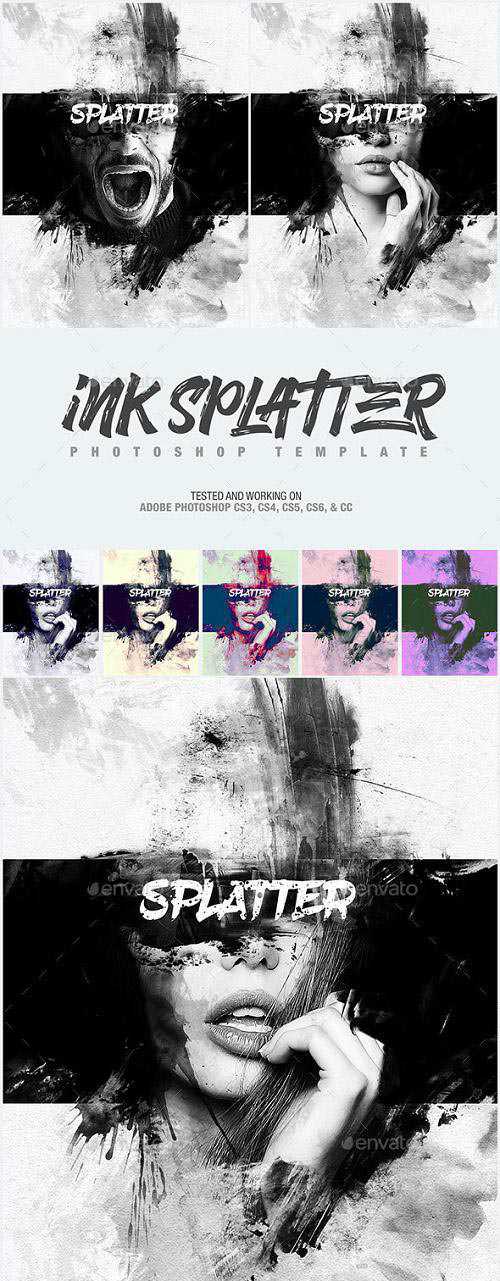 SPLATTER
SPLATTER
INK SPLATTER
PHOTOSHOP TEMPLATE
TESTED AND WORKING ON
ADOBE PHOTOSHOP CS3, CS4, CS5, CS6, & CC
SPLATTER
SPLATTER
SPLATTER
SPLATTER
SPLATTER
SPLATTER
envato
envato
envato